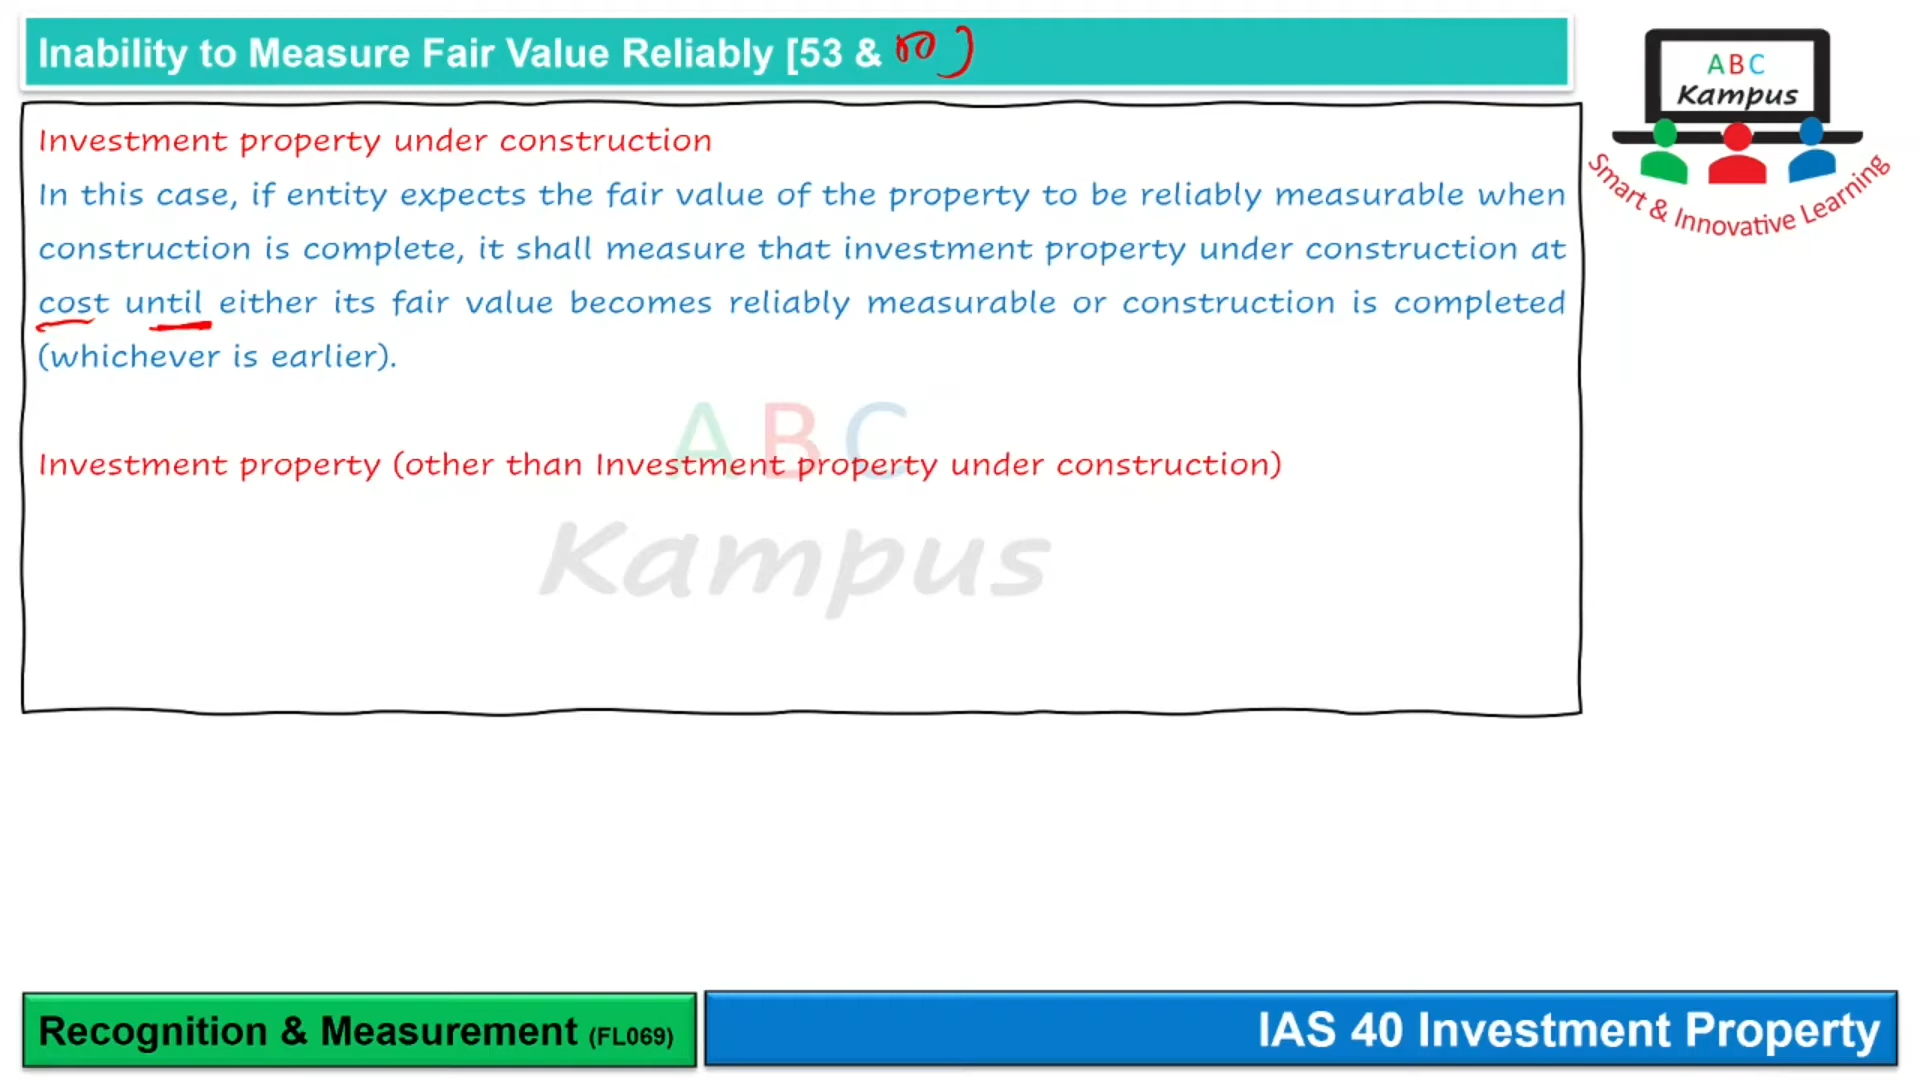 Inability to Measure Fair Value Reliably [53 &
ABC
Kampus
Smart & Innovative Learning
Investment property under construction
In this case, if entity expects the fair value of the property to be reliably measurable when
construction is complete, it shall measure that investment property under construction at
cost until either its fair value becomes reliably measurable or construction is completed
(whichever is earlier).
Investment property (other than Investment property under construction)
ABC
Kampus
Recognition & Measurement (FL069)
IAS 40 Investment Property